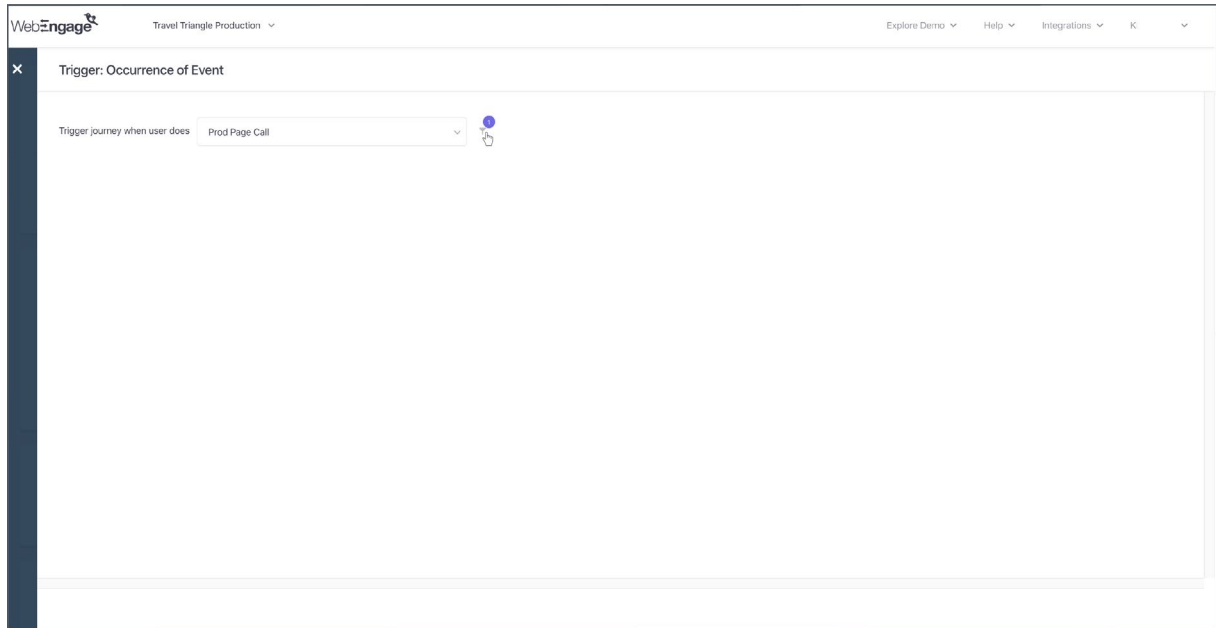 WebEngage Travel Triangle Production Explore Demo Help Integrations K
× Trigger: Occurrence of Event
Trigger journey when user does Prod Page Call 1